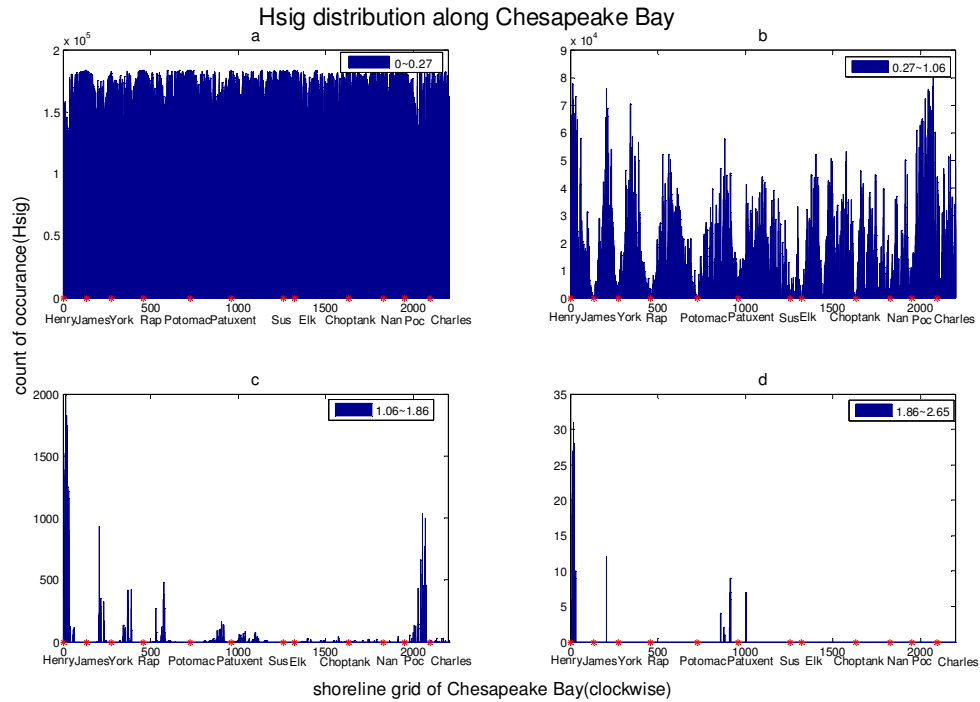 Hsig distribution along Chesapeake Bay
a
× 10^5
0~0.27
2
1.5
1
0.5
0
0 500 1000 1500 2000
Henry James York Rap Potomac Patuxent Sus Elk Choptank Nan Poc Charles
b
× 10^4
0.27~1.06
9
8
7
6
5
4
3
2
1
0
0 500 1000 1500 2000
Henry James York Rap Potomac Patuxent Sus Elk Choptank Nan Poc Charles
count of occurance(Hsig)
c
1.06~1.86
2000
1500
1000
500
0
0 500 1000 1500 2000
Henry James York Rap Potomac Patuxent Sus Elk Choptank Nan Poc Charles
d
1.86~2.65
35
30
25
20
15
10
5
0
0 500 1000 1500 2000
Henry James York Rap Potomac Patuxent Sus Elk Choptank Nan Poc Charles
shoreline grid of Chesapeake Bay(clockwise)